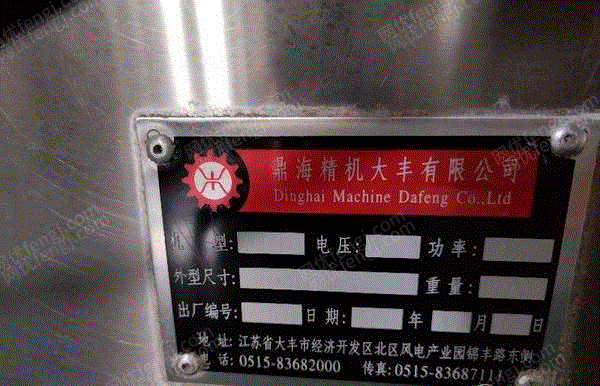 鼎海精机大丰有限公司
Dinghai Machine Dafeng Co.,Ltd
机 型: 电压: 功率:
外型尺寸: 重量:
出厂编号: 日期: 年 月 日
地 址: 江苏省大丰市经济开发区北区风电产业园锦丰路东侧
电 话: 0515-83682000 传真:0515-83687111